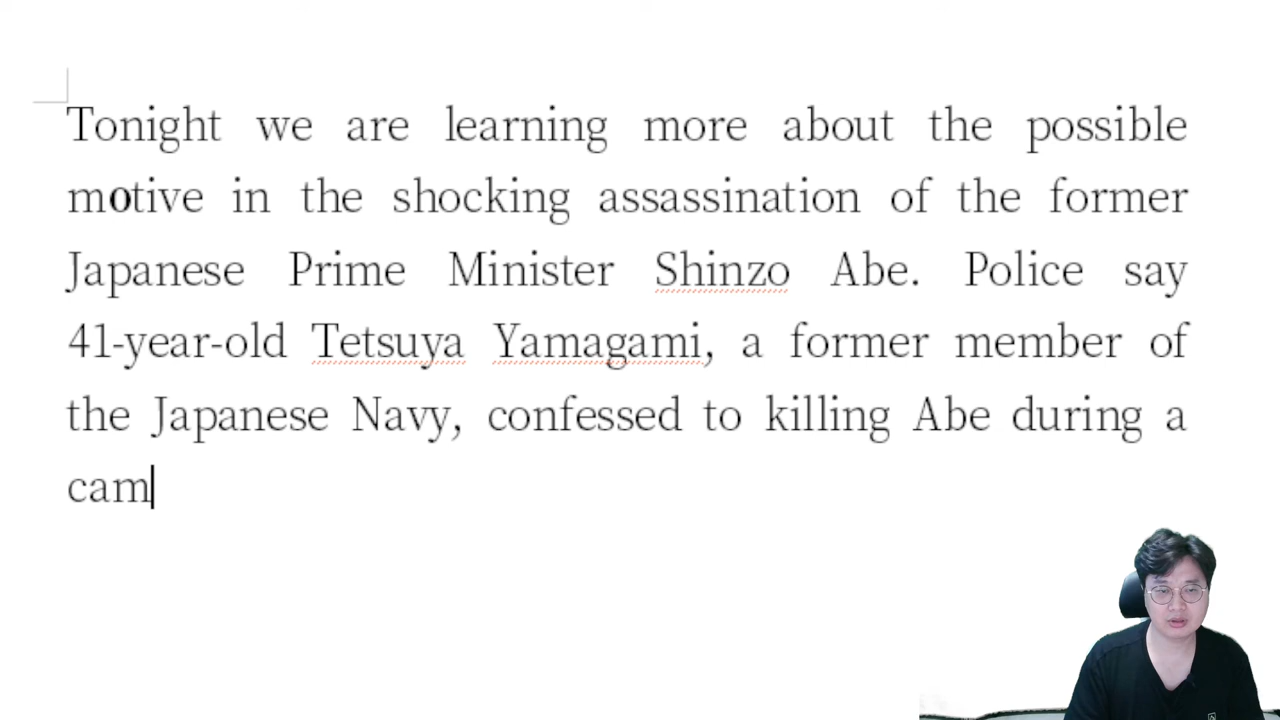 Tonight we are learning more about the possible
motive in the shocking assassination of the former
Japanese Prime Minister Shinzo Abe. Police say
41-year-old Tetsuya Yamagami, a former member of
the Japanese Navy, confessed to killing Abe during a
cam